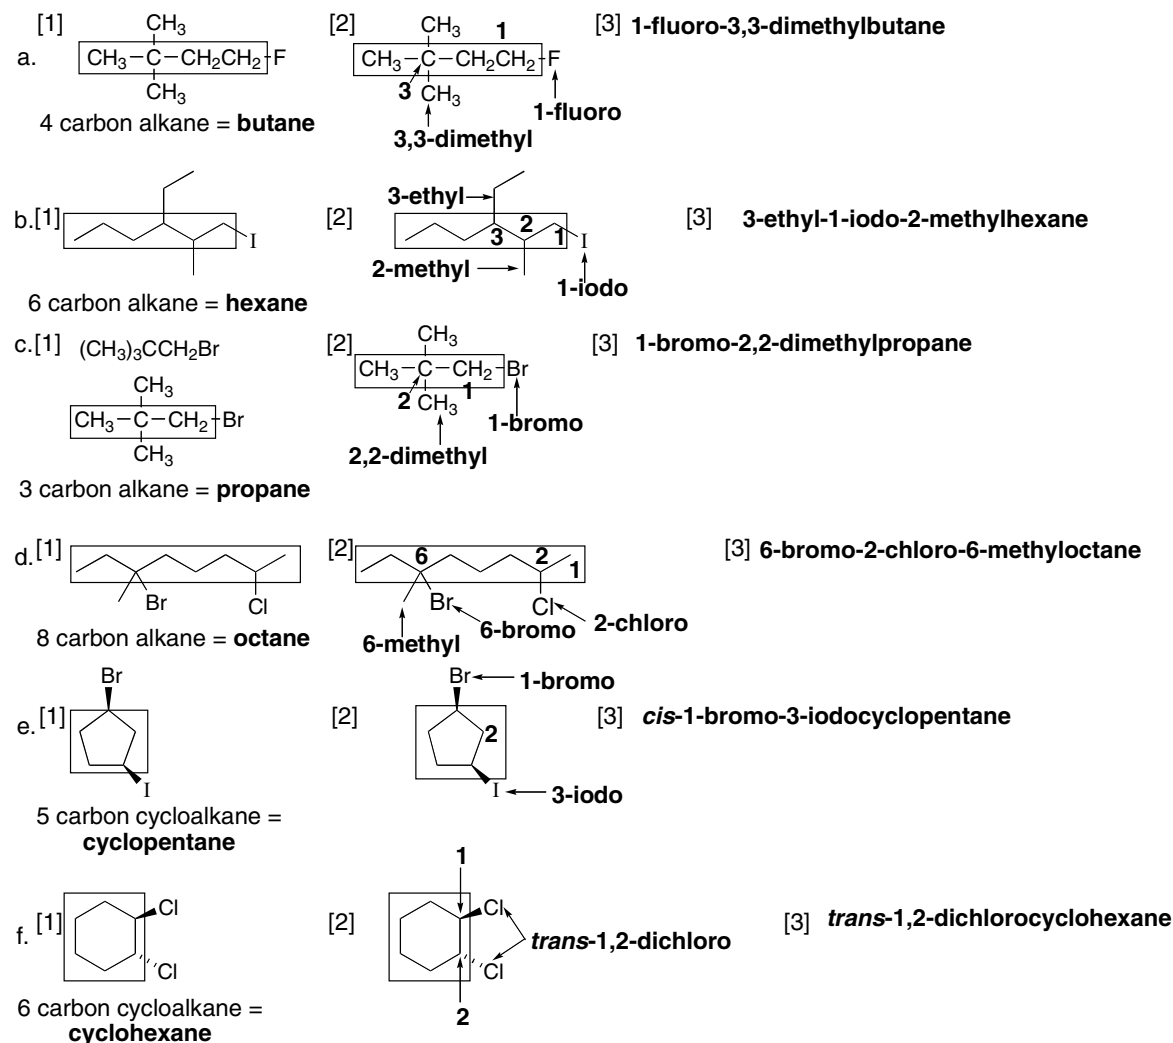 [1] CH3 [2] CH3 1 [3] 1-fluoro-3,3-dimethylbutane
a. CH3–C–CH2CH2–F CH3–C–CH2CH2–F
CH3 3 CH3 1-fluoro
4 carbon alkane = butane 3,3-dimethyl
3-ethyl
b. [1] I [2] 2 3 1 I [3] 3-ethyl-1-iodo-2-methylhexane
2-methyl 1-iodo
6 carbon alkane = hexane
c. [1] (CH3)3CCH2Br [2] CH3 [3] 1-bromo-2,2-dimethylpropane
CH3–C–CH2–Br
2 1
CH3 CH3 1-bromo
CH3–C–CH2–Br
CH3 2,2-dimethyl
3 carbon alkane = propane
d. [1] [2] 6 2 1 [3] 6-bromo-2-chloro-6-methyloctane
Br Cl Br Cl
6-bromo 2-chloro
8 carbon alkane = octane 6-methyl
Br Br 1-bromo
e. [1] [2] 2 [3] cis-1-bromo-3-iodocyclopentane
I I 3-iodo
5 carbon cycloalkane =
cyclopentane
1
f. [1] Cl [2] Cl [3] trans-1,2-dichlorocyclohexane
trans-1,2-dichloro
Cl Cl
2
6 carbon cycloalkane =
cyclohexane